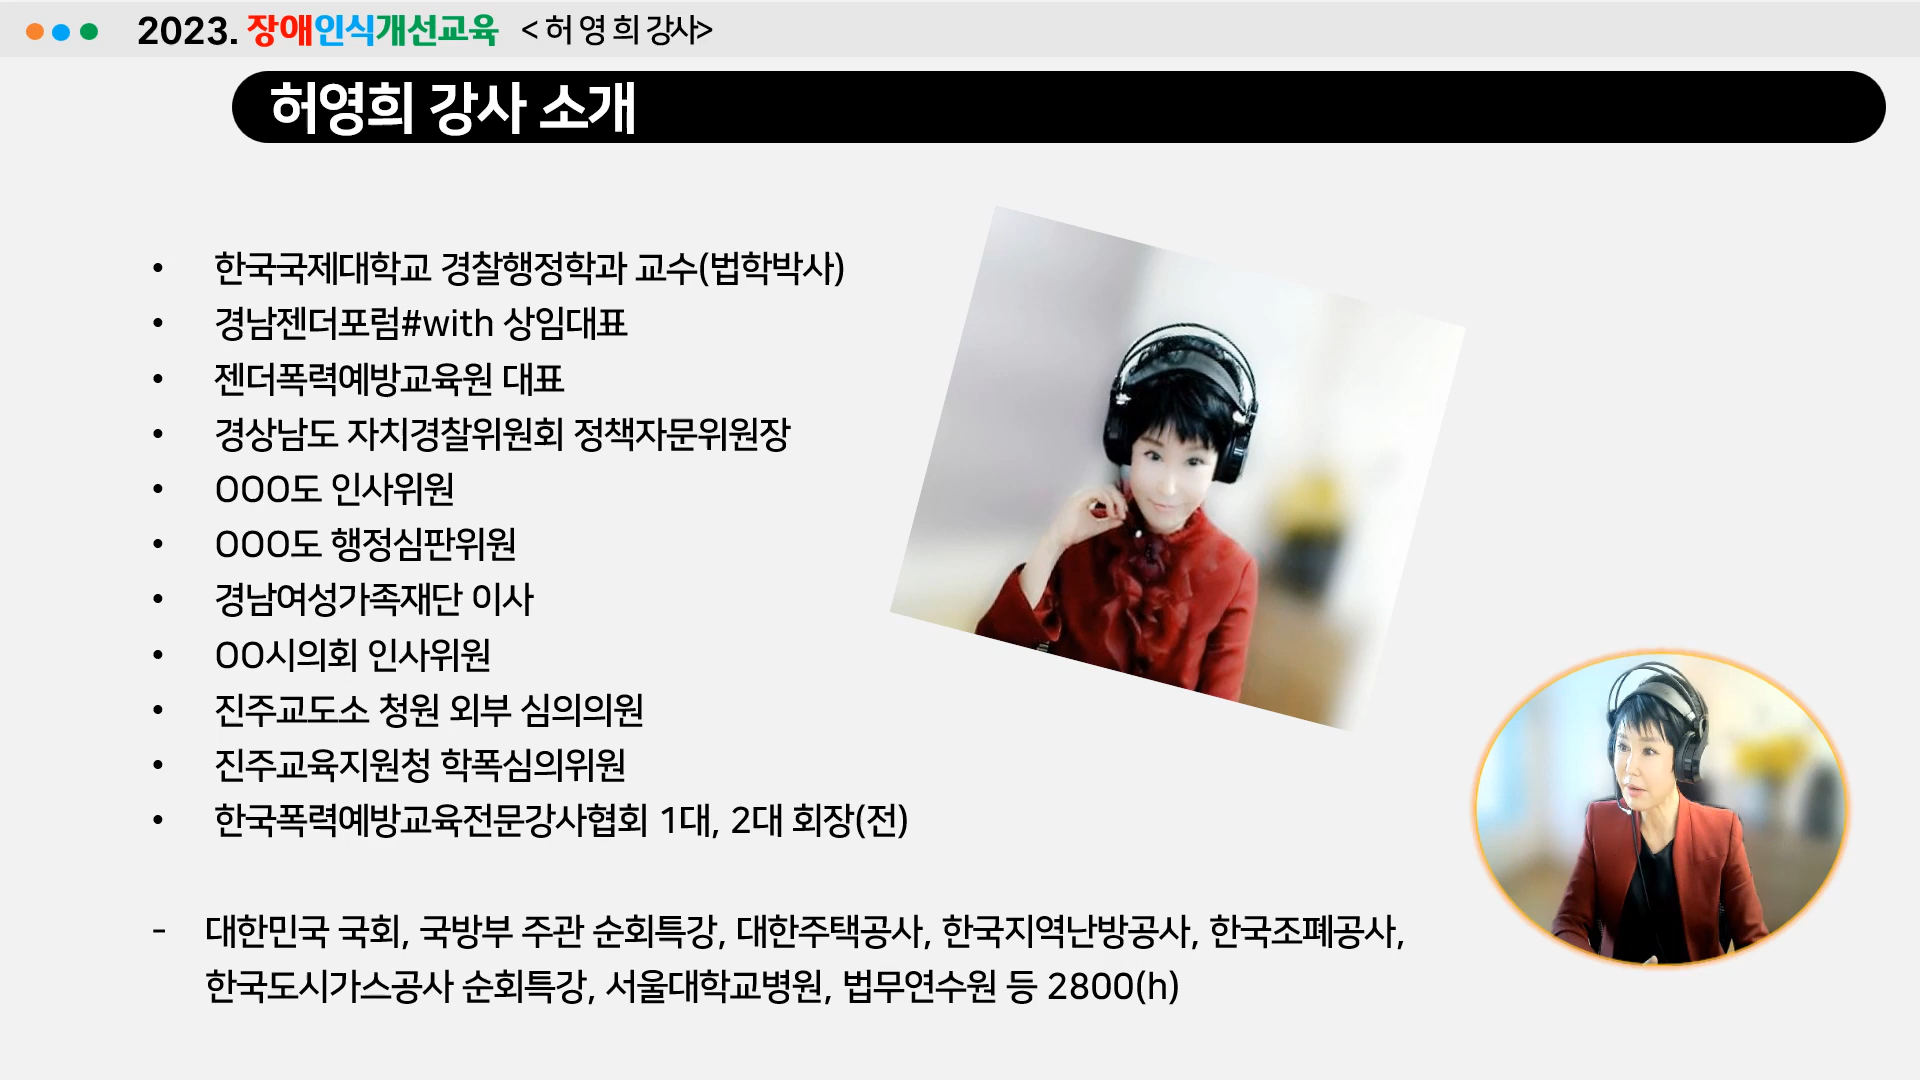 2023. 장애인식개선교육 < 허 영 희 강사>
허영희 강사 소개
• 한국국제대학교 경찰행정학과 교수(법학박사)
• 경남젠더포럼#with 상임대표
• 젠더폭력예방교육원 대표
• 경상남도 자치경찰위원회 정책자문위원장
• OOO도 인사위원
• OOO도 행정심판위원
• 경남여성가족재단 이사
• OO시의회 인사위원
• 진주교도소 청원 외부 심의의원
• 진주교육지원청 학폭심의위원
• 한국폭력예방교육전문강사협회 1대, 2대 회장(전)
- 대한민국 국회, 국방부 주관 순회특강, 대한주택공사, 한국지역난방공사, 한국조폐공사,
한국도시가스공사 순회특강, 서울대학교병원, 법무연수원 등 2800(h)